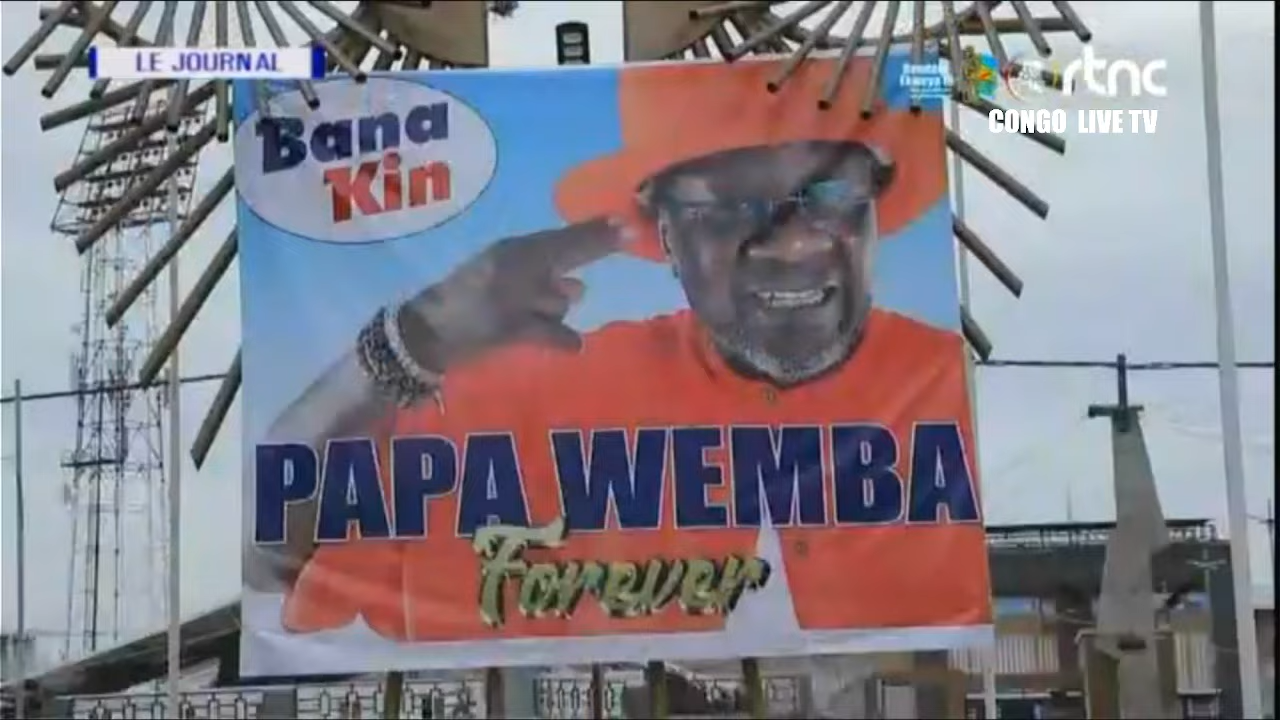 LE JOURNAL
rtnc
CONGO LIVE TV
Bana
Kin
PAPA WEMBA
Forever